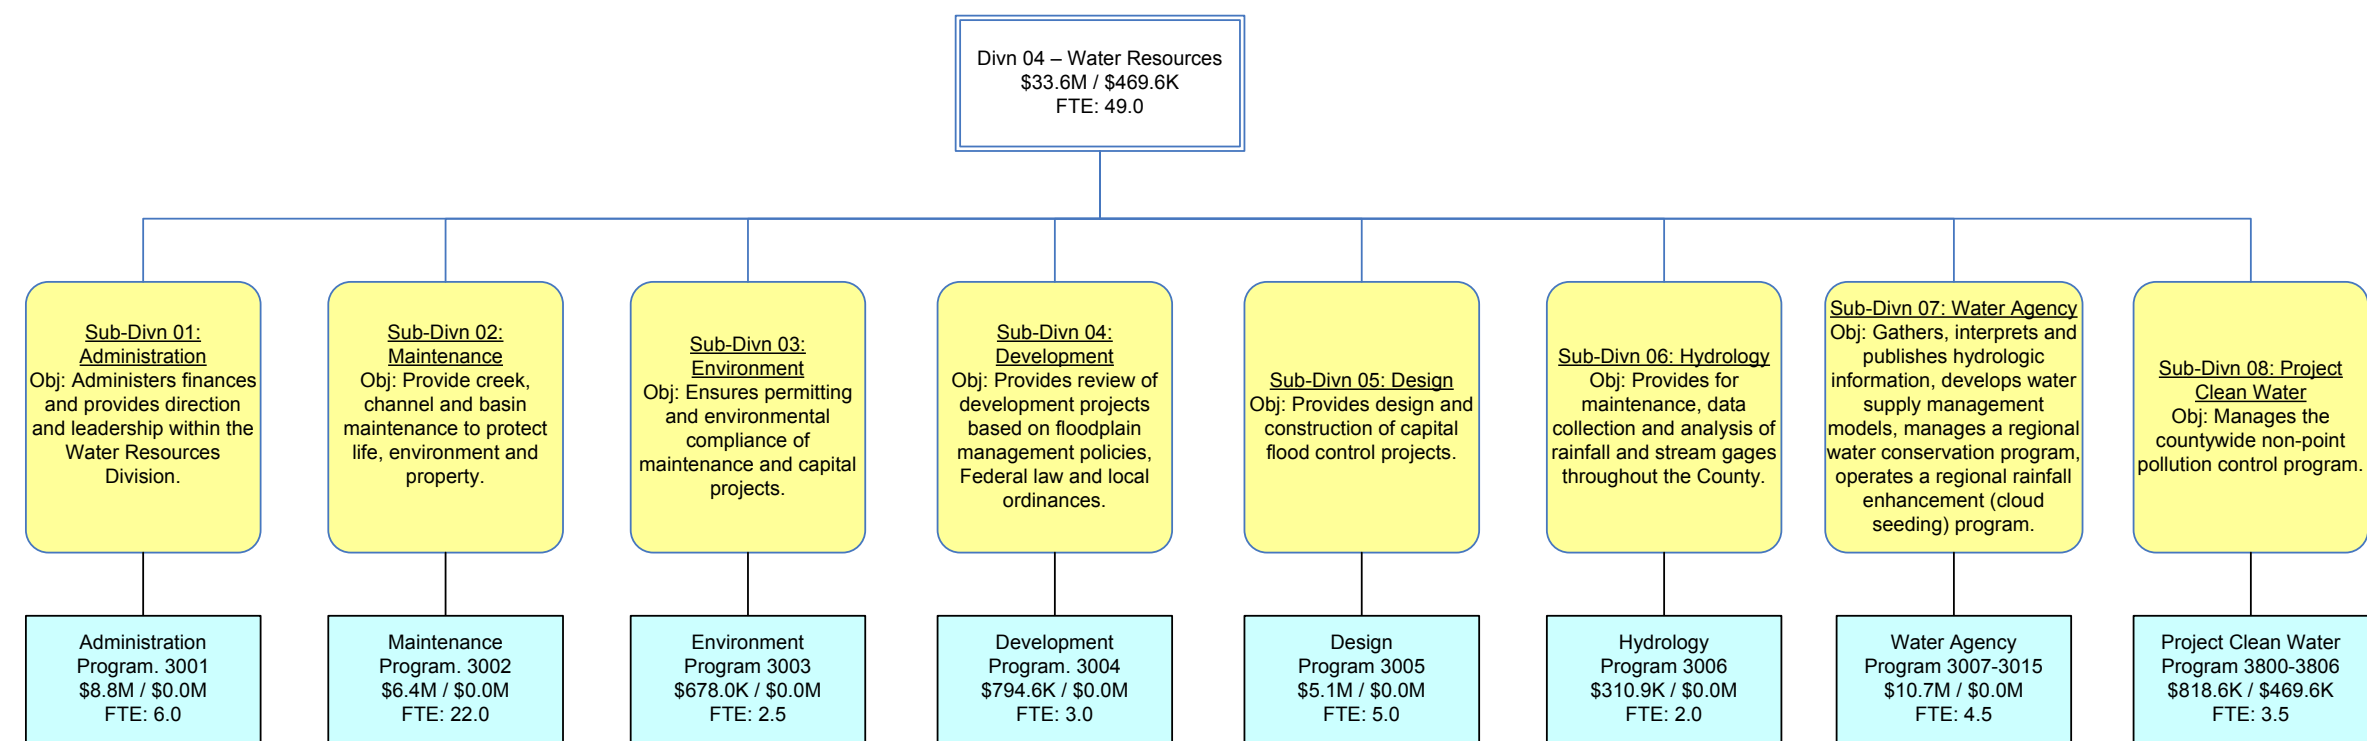 Divn 04 – Water Resources
$33.6M / $469.6K
FTE: 49.0
Sub-Divn 01:
Administration
Obj: Administers finances
and provides direction
and leadership within the
Water Resources
Division.
Sub-Divn 02:
Maintenance
Obj: Provide creek,
channel and basin
maintenance to protect
life, environment and
property.
Sub-Divn 03:
Environment
Obj: Ensures permitting
and environmental
compliance of
maintenance and capital
projects.
Sub-Divn 04:
Development
Obj: Provides review of
development projects
based on floodplain
management policies,
Federal law and local
ordinances.
Sub-Divn 05: Design
Obj: Provides design and
construction of capital
flood control projects.
Sub-Divn 06: Hydrology
Obj: Provides for
maintenance, data
collection and analysis of
rainfall and stream gages
throughout the County.
Sub-Divn 07: Water Agency
Obj: Gathers, interprets and
publishes hydrologic
information, develops water
supply management
models, manages a regional
water conservation program,
operates a regional rainfall
enhancement (cloud
seeding) program.
Sub-Divn 08: Project
Clean Water
Obj: Manages the
countywide non-point
pollution control program.
Administration
Program. 3001
$8.8M / $0.0M
FTE: 6.0
Maintenance
Program. 3002
$6.4M / $0.0M
FTE: 22.0
Environment
Program 3003
$678.0K / $0.0M
FTE: 2.5
Development
Program. 3004
$794.6K / $0.0M
FTE: 3.0
Design
Program 3005
$5.1M / $0.0M
FTE: 5.0
Hydrology
Program 3006
$310.9K / $0.0M
FTE: 2.0
Water Agency
Program 3007-3015
$10.7M / $0.0M
FTE: 4.5
Project Clean Water
Program 3800-3806
$818.6K / $469.6K
FTE: 3.5